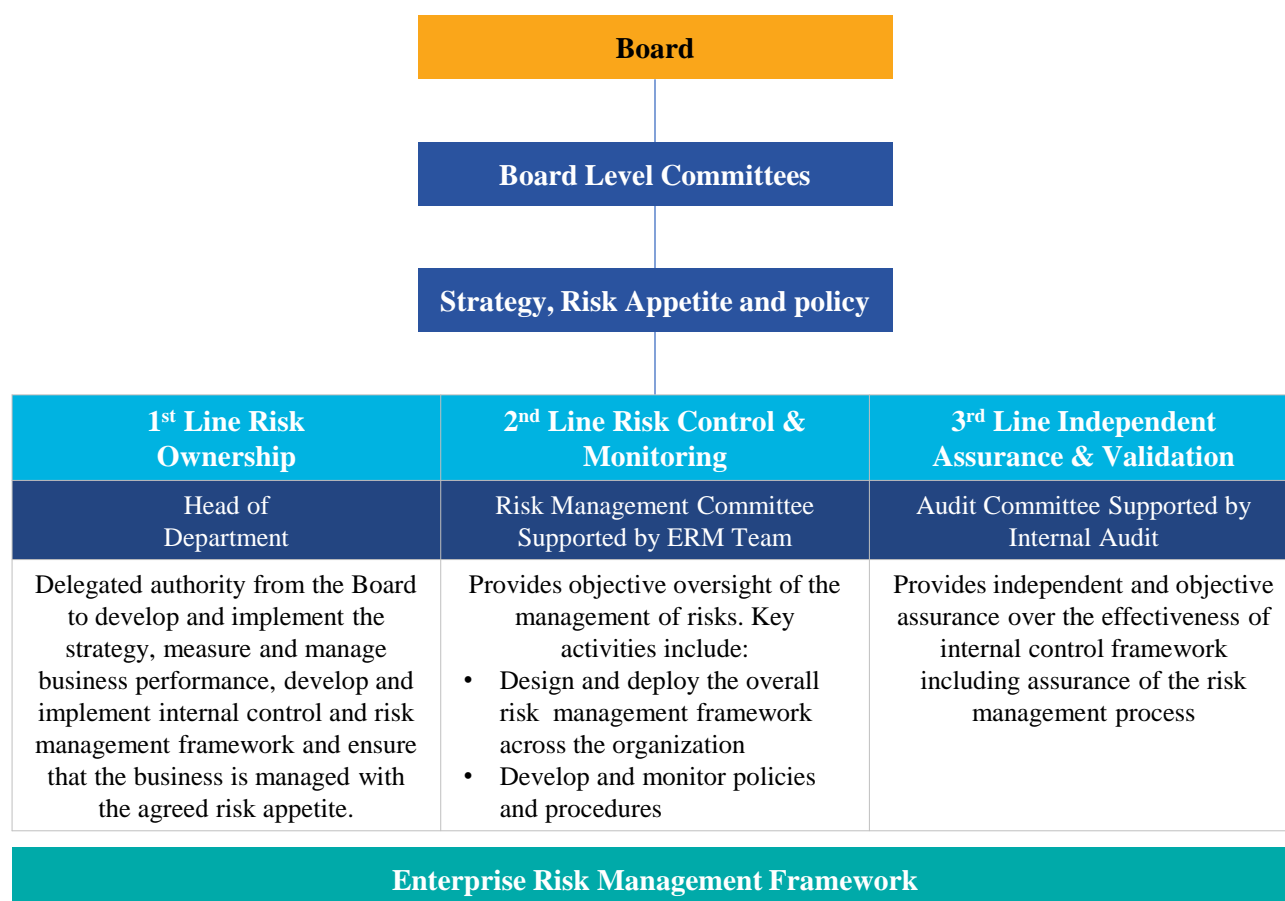 Board
Board Level Committees
Strategy, Risk Appetite and policy
1st Line Risk
Ownership
2nd Line Risk Control &
Monitoring
3rd Line Independent
Assurance & Validation
Head of
Department
Risk Management Committee
Supported by ERM Team
Audit Committee Supported by
Internal Audit
Delegated authority from the Board
to develop and implement the
strategy, measure and manage
business performance, develop and
implement internal control and risk
management framework and ensure
that the business is managed with
the agreed risk appetite.
Provides objective oversight of the
management of risks. Key
activities include:
• Design and deploy the overall
risk management framework
across the organization
• Develop and monitor policies
and procedures
Provides independent and objective
assurance over the effectiveness of
internal control framework
including assurance of the risk
management process
Enterprise Risk Management Framework